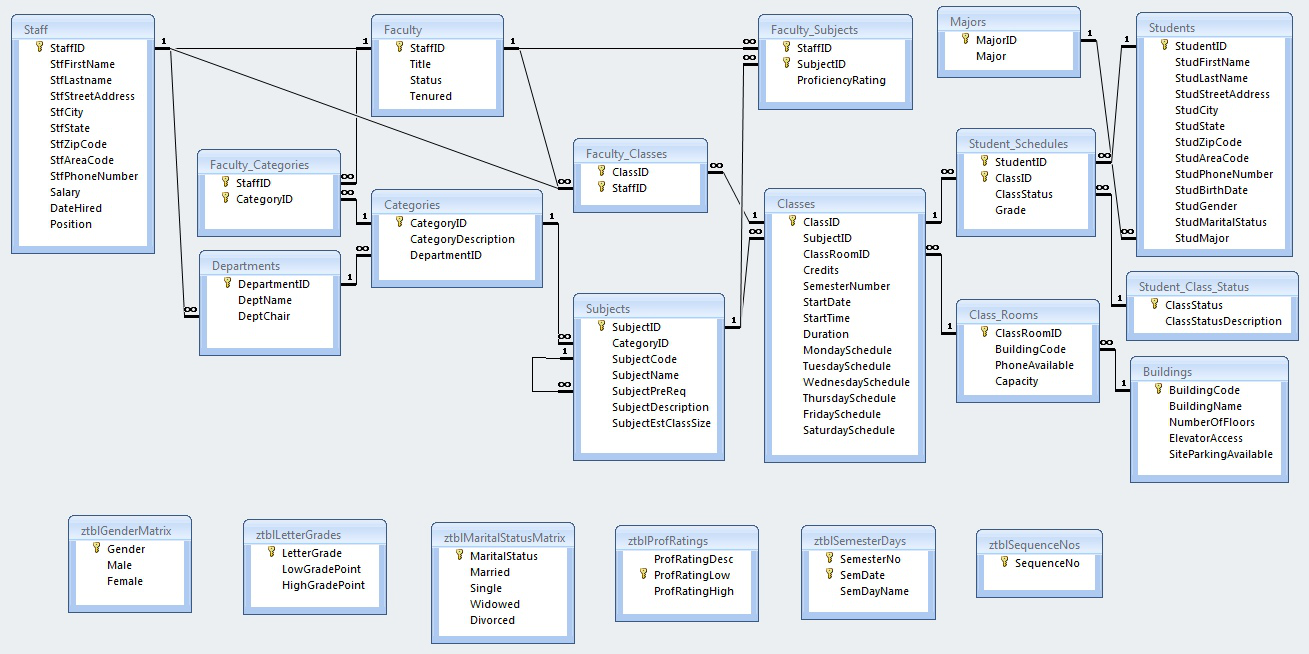 Staff
StaffID
StfFirstName
StfLastname
StfStreetAddress
StfCity
StfState
StfZipCode
StfAreaCode
StfPhoneNumber
Salary
DateHired
Position
1
Faculty
StaffID
Title
Status
Tenured
1
1
Faculty_Subjects
StaffID
SubjectID
ProficiencyRating
∞
∞
Majors
MajorID
Major
1
Students
StudentID
StudFirstName
StudLastName
StudStreetAddress
StudCity
StudState
StudZipCode
StudAreaCode
StudPhoneNumber
StudBirthDate
StudGender
StudMaritalStatus
StudMajor
1
∞
Faculty_Categories
StaffID
CategoryID
∞
∞
Categories
CategoryID
CategoryDescription
DepartmentID
1
∞
1
Departments
DepartmentID
DeptName
DeptChair
1
∞
Faculty_Classes
ClassID
StaffID
∞
∞
Subjects
SubjectID
CategoryID
SubjectCode
SubjectName
SubjectPreReq
SubjectDescription
SubjectEstClassSize
∞
1
∞
1
Classes
ClassID
SubjectID
ClassRoomID
Credits
SemesterNumber
StartDate
StartTime
Duration
MondaySchedule
TuesdaySchedule
WednesdaySchedule
ThursdaySchedule
FridaySchedule
SaturdaySchedule
1
∞
1
∞
Student_Schedules
StudentID
ClassID
ClassStatus
Grade
∞
∞
∞
Student_Class_Status
ClassStatus
ClassStatusDescription
1
Class_Rooms
ClassRoomID
BuildingCode
PhoneAvailable
Capacity
1
∞
Buildings
BuildingCode
BuildingName
NumberOfFloors
ElevatorAccess
SiteParkingAvailable
1
ztblGenderMatrix
Gender
Male
Female
ztblLetterGrades
LetterGrade
LowGradePoint
HighGradePoint
ztblMaritalStatusMatrix
MaritalStatus
Married
Single
Widowed
Divorced
ztblProfRatings
ProfRatingDesc
ProfRatingLow
ProfRatingHigh
ztblSemesterDays
SemesterNo
SemDate
SemDayName
ztblSequenceNos
SequenceNo